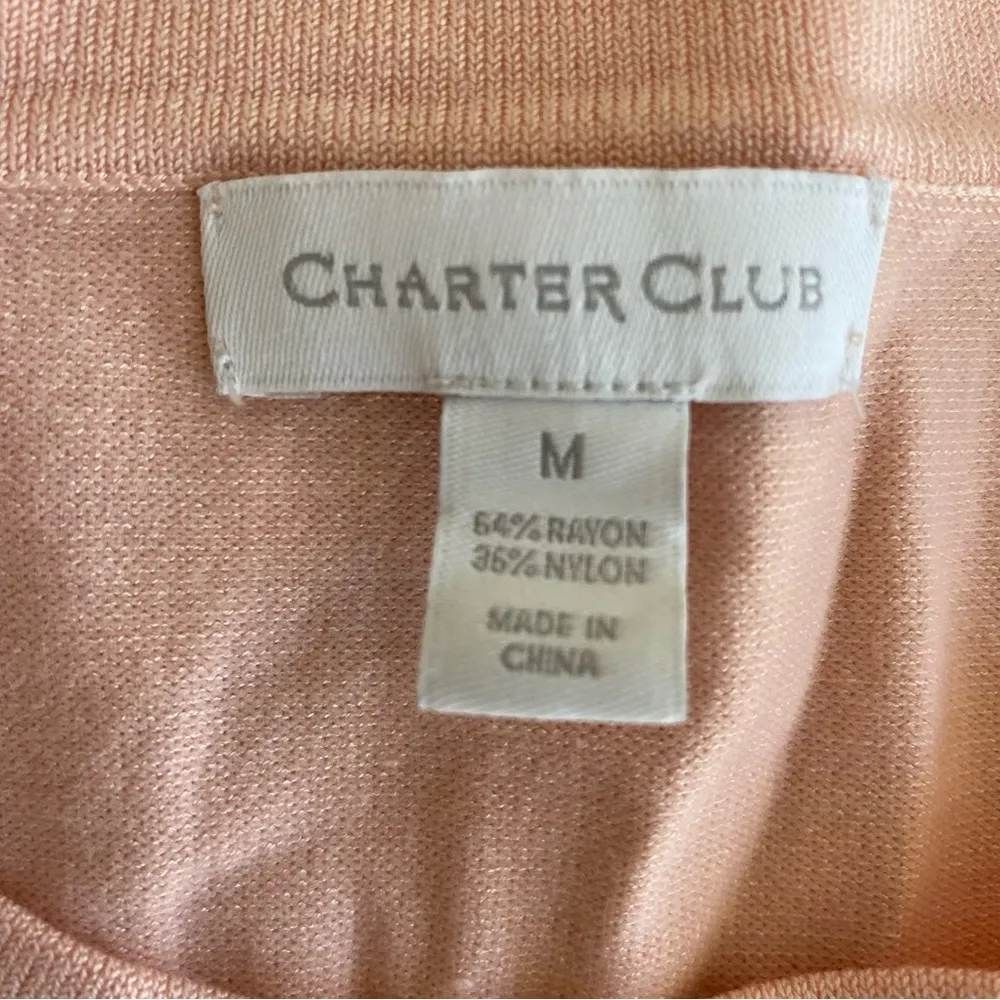 CHARTER CLUB
M
64% RAYON
36% NYLON
MADE IN
CHINA